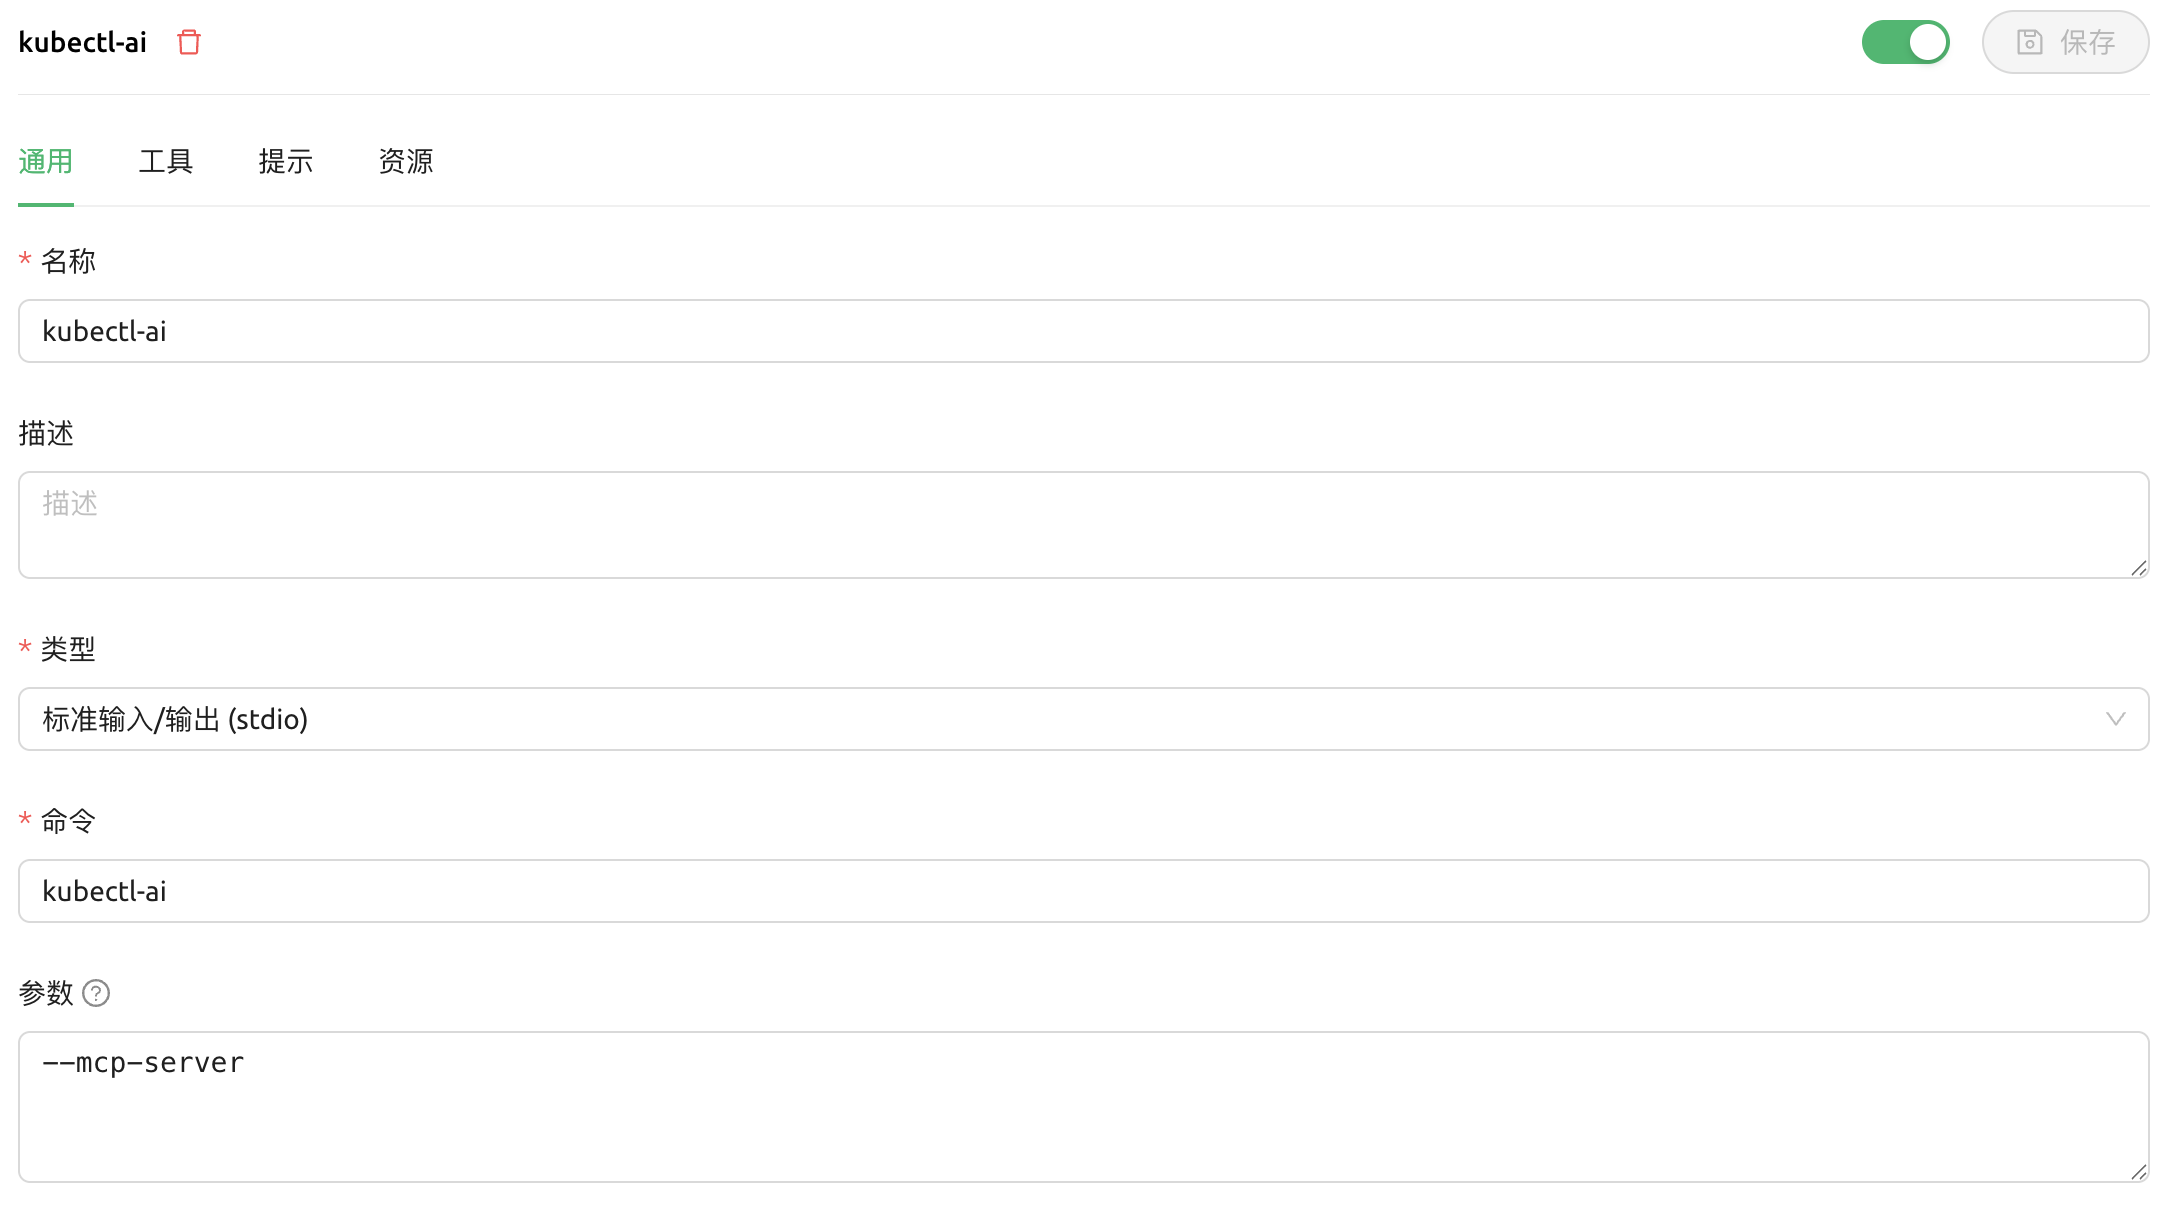 kubectl-ai
保存
通用 工具 提示 资源
* 名称
kubectl-ai
描述
描述
* 类型
标准输入/输出 (stdio)
* 命令
kubectl-ai
参数 ?
--mcp-server